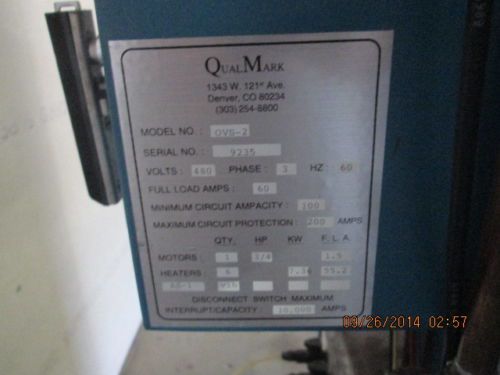 QUALMARK
1343 W. 121st Ave.
Denver, CO 80234
(303) 254-8800
MODEL NO. : OVS-2
SERIAL NO. : 9235
VOLTS : 480 PHASE : 3 HZ : 60
FULL LOAD AMPS : 60
MINIMUM CIRCUIT AMPACITY : 100
MAXIMUM CIRCUIT PROTECTION : 200 AMPS
QTY. HP KW F. L. A.
MOTORS : 1 3/4 1.5
HEATERS : 6 7.36 55.2
DISCONNECT SWITCH MAXIMUM
INTERRUPT/CAPACITY : 10,000 AMPS
09/26/2014 02:57